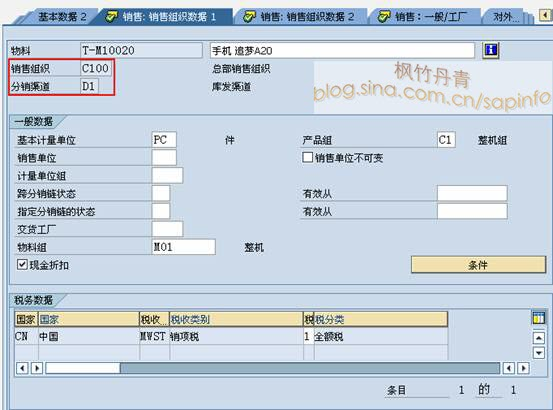 基本数据 2 销售: 销售组织数据 1 销售: 销售组织数据 2 销售：一般/工厂 对外
物料 T-M10020 手机 追梦A20
销售组织 C100 总部销售组织
分销渠道 D1 库发渠道
枫竹丹青
blog.sina.com.cn/sapinfo
一般数据
基本计量单位 PC 件 产品组 C1 整机组
销售单位 销售单位不可变
计量单位组
跨分销链状态 有效从
指定分销链的状态 有效从
交货工厂
物料组 M01 整机
现金折扣 条件
税务数据
国家 国家 税收... 税收类别 税 税分类
CN 中国 MWST 销项税 1 全额税
条目 1 的 1